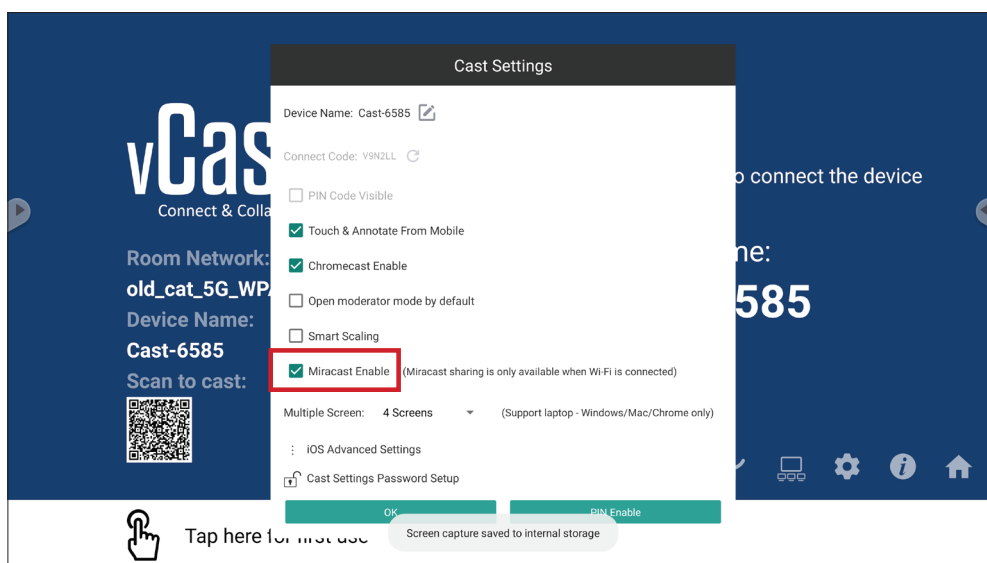 Cast Settings
Device Name: Cast-6585
Connect Code: V9N2LL
PIN Code Visible
Touch & Annotate From Mobile
Chromecast Enable
Open moderator mode by default
Smart Scaling
Miracast Enable (Miracast sharing is only available when Wi-Fi is connected)
Multiple Screen: 4 Screens (Support laptop - Windows/Mac/Chrome only)
iOS Advanced Settings
Cast Settings Password Setup
OK PIN Enable
Screen capture saved to internal storage
vCas
Connect & Colla
Room Network:
old_cat_5G_WP
Device Name:
Cast-6585
Scan to cast:
o connect the device
ne:
585
Tap here for first use